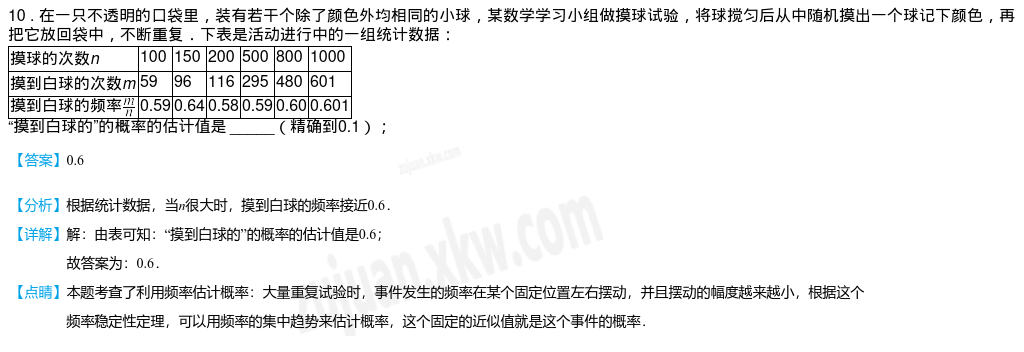 10．在一只不透明的口袋里，装有若干个除了颜色外均相同的小球，某数学学习小组做摸球试验，将球搅匀后从中随机摸出一个球记下颜色，再
把它放回袋中，不断重复．下表是活动进行中的一组统计数据：
摸球的次数n 100 150 200 500 800 1000
摸到白球的次数m 59 96 116 295 480 601
摸到白球的频率m/n 0.59 0.64 0.58 0.59 0.60 0.601
“摸到白球的”的概率的估计值是 _____（精确到0.1）；
【答案】0.6
【分析】根据统计数据，当n很大时，摸到白球的频率接近0.6．
【详解】解：由表可知：“摸到白球的”的概率的估计值是0.6；
故答案为：0.6．
【点睛】本题考查了利用频率估计概率：大量重复试验时，事件发生的频率在某个固定位置左右摆动，并且摆动的幅度越来越小，根据这个
频率稳定性定理，可以用频率的集中趋势来估计概率，这个固定的近似值就是这个事件的概率．
zujuan.xkw.com
zujuan.xkw.com